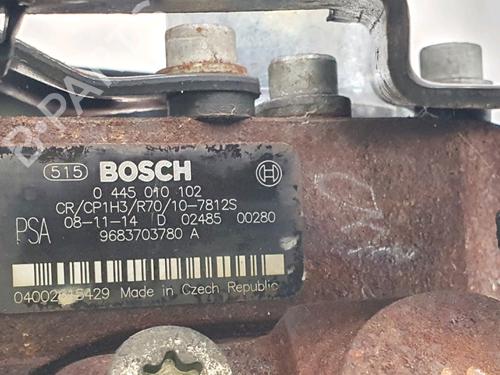 B-PARTS
515 BOSCH
0 445 010 102
CR/CP1H3/R70/10-7812S
PSA 08-11-14 D 02485 00280
9683703780 A
Made in Czech Republic